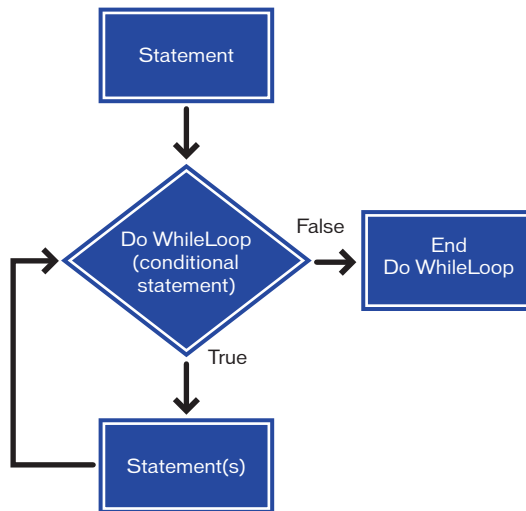 Statement
Do WhileLoop
(conditional
statement)
False
End
Do WhileLoop
True
Statement(s)